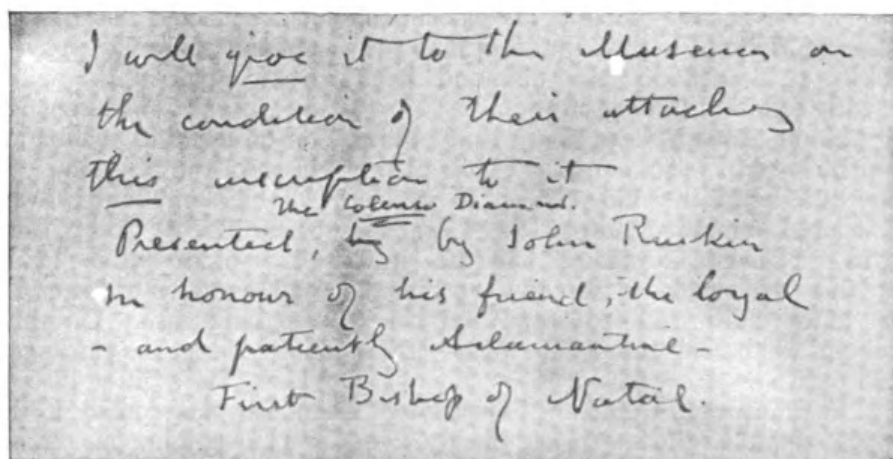 I will give it to the Museum on
the condition of their attaching
this inscription to it
The Colenso Diamond.
Presented, by by John Ruskin
In honour of his friend, the loyal
- and patiently Adamantine -
First Bishop of Natal.